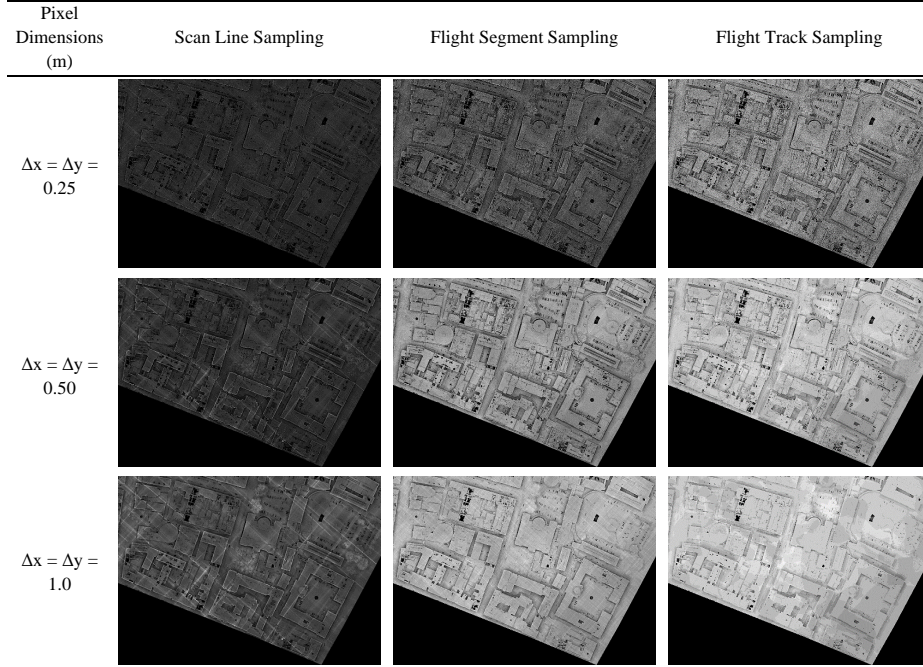 Pixel
Dimensions
(m)
Scan Line Sampling
Flight Segment Sampling
Flight Track Sampling
Δx = Δy =
0.25
Δx = Δy =
0.50
Δx = Δy =
1.0